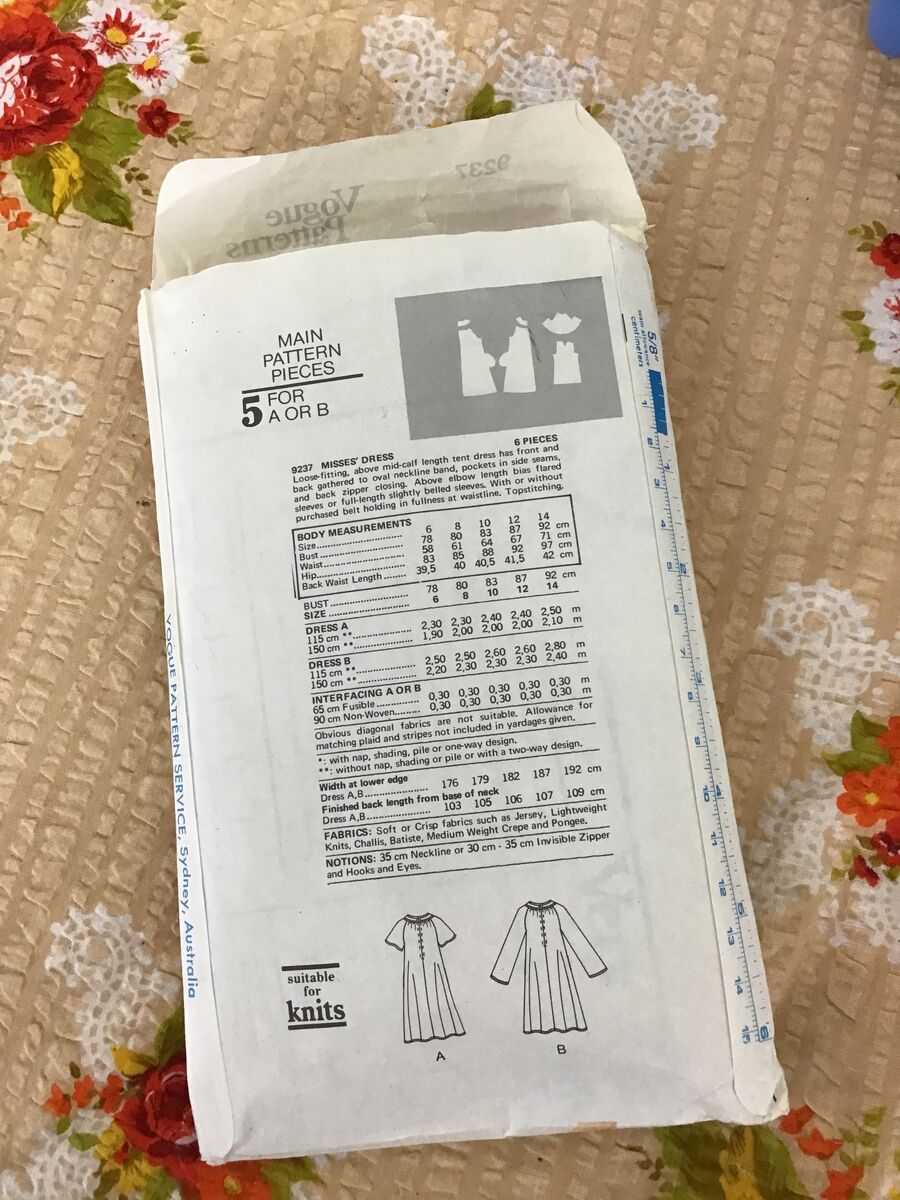 9237
Vogue
Patterns
MAIN
PATTERN
PIECES
5 FOR
A OR B
6 PIECES
9237 MISSES' DRESS
Loose-fitting, above mid-calf length tent dress has front and
back gathered to oval neckline band, pockets in side seams,
and back zipper closing. Above elbow length bias flared
sleeves or full-length slightly belled sleeves. With or without
purchased belt holding in fullness at waistline. Topstitching.
BODY MEASUREMENTS
Size 6 8 10 12 14
Bust 78 80 83 87 92 cm
Waist 58 61 64 67 71 cm
Hip 83 85 88 92 97 cm
Back Waist Length 39,5 40 40,5 41,5 42 cm
BUST 78 80 83 87 92 cm
SIZE 6 8 10 12 14
DRESS A
115 cm ** 2,30 2,30 2,40 2,40 2,50 m
150 cm ** 1,90 2,00 2,00 2,00 2,10 m
DRESS B
115 cm ** 2,50 2,50 2,60 2,60 2,80 m
150 cm ** 2,20 2,30 2,30 2,30 2,40 m
INTERFACING A OR B
65 cm Fusible 0,30 0,30 0,30 0,30 0,30 m
90 cm Non-Woven 0,30 0,30 0,30 0,30 0,30 m
Obvious diagonal fabrics are not suitable. Allowance for
matching plaid and stripes not included in yardages given.
*: with nap, shading, pile or one-way design.
**: without nap, shading or pile or with a two-way design.
Width at lower edge
Dress A,B 176 179 182 187 192 cm
Finished back length from base of neck
Dress A,B 103 105 106 107 109 cm
FABRICS: Soft or Crisp fabrics such as Jersey, Lightweight
Knits, Challis, Batiste, Medium Weight Crepe and Pongee.
NOTIONS: 35 cm Neckline or 30 cm - 35 cm Invisible Zipper
and Hooks and Eyes.
suitable
for
knits
A
B
VOGUE PATTERN SERVICE, Sydney, Australia
5/8"
seam allowance
centimeters